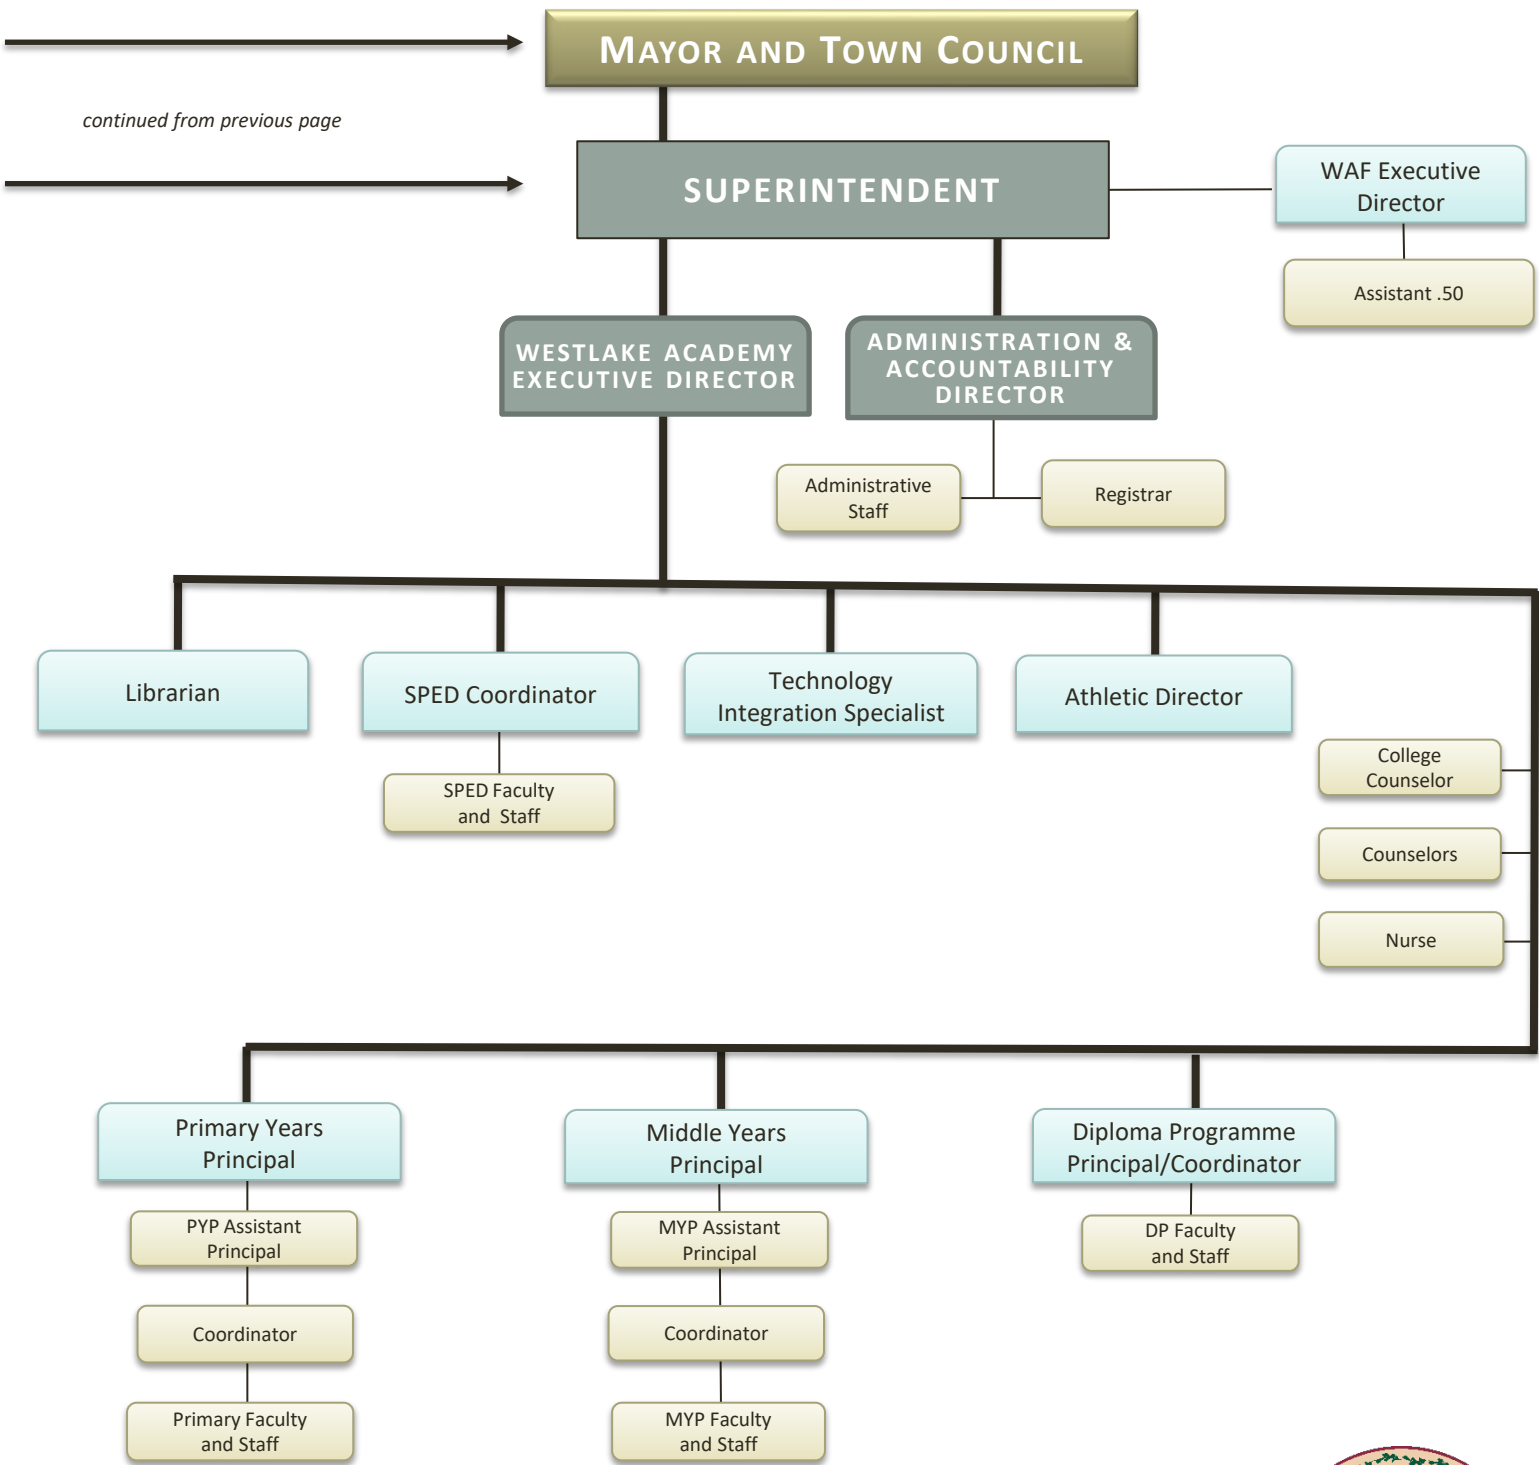 MAYOR AND TOWN COUNCIL
continued from previous page
SUPERINTENDENT
WAF Executive
Director
Assistant .50
WESTLAKE ACADEMY
EXECUTIVE DIRECTOR
ADMINISTRATION &
ACCOUNTABILITY
DIRECTOR
Administrative
Staff
Registrar
Librarian
SPED Coordinator
Technology
Integration Specialist
Athletic Director
SPED Faculty
and Staff
College
Counselor
Counselors
Nurse
Primary Years
Principal
Middle Years
Principal
Diploma Programme
Principal/Coordinator
PYP Assistant
Principal
MYP Assistant
Principal
DP Faculty
and Staff
Coordinator
Coordinator
Primary Faculty
and Staff
MYP Faculty
and Staff